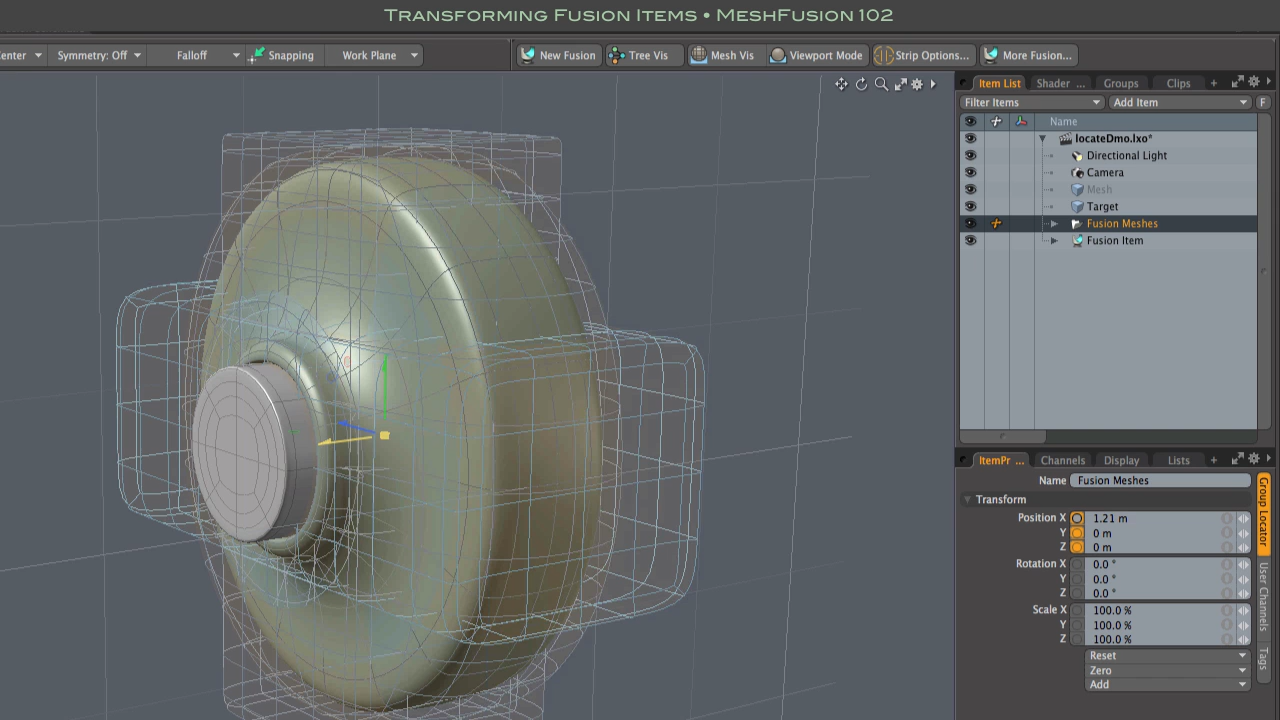 Transforming Fusion Items • MeshFusion 102
enter Symmetry: Off Falloff Snapping Work Plane New Fusion Tree Vis Mesh Vis Viewport Mode Strip Options... More Fusion...
Item List Shader ... Groups Clips +
Filter Items Add Item F
Name
locateDmo.lxo*
Directional Light
Camera
Mesh
Target
Fusion Meshes
Fusion Item
ItemPr ... Channels Display Lists +
Name Fusion Meshes
Transform
Position X 1.21 m
Y 0 m
Z 0 m
Rotation X 0.0 °
Y 0.0 °
Z 0.0 °
Scale X 100.0 %
Y 100.0 %
Z 100.0 %
Reset
Zero
Add
Group Locator
User Channels
Tags